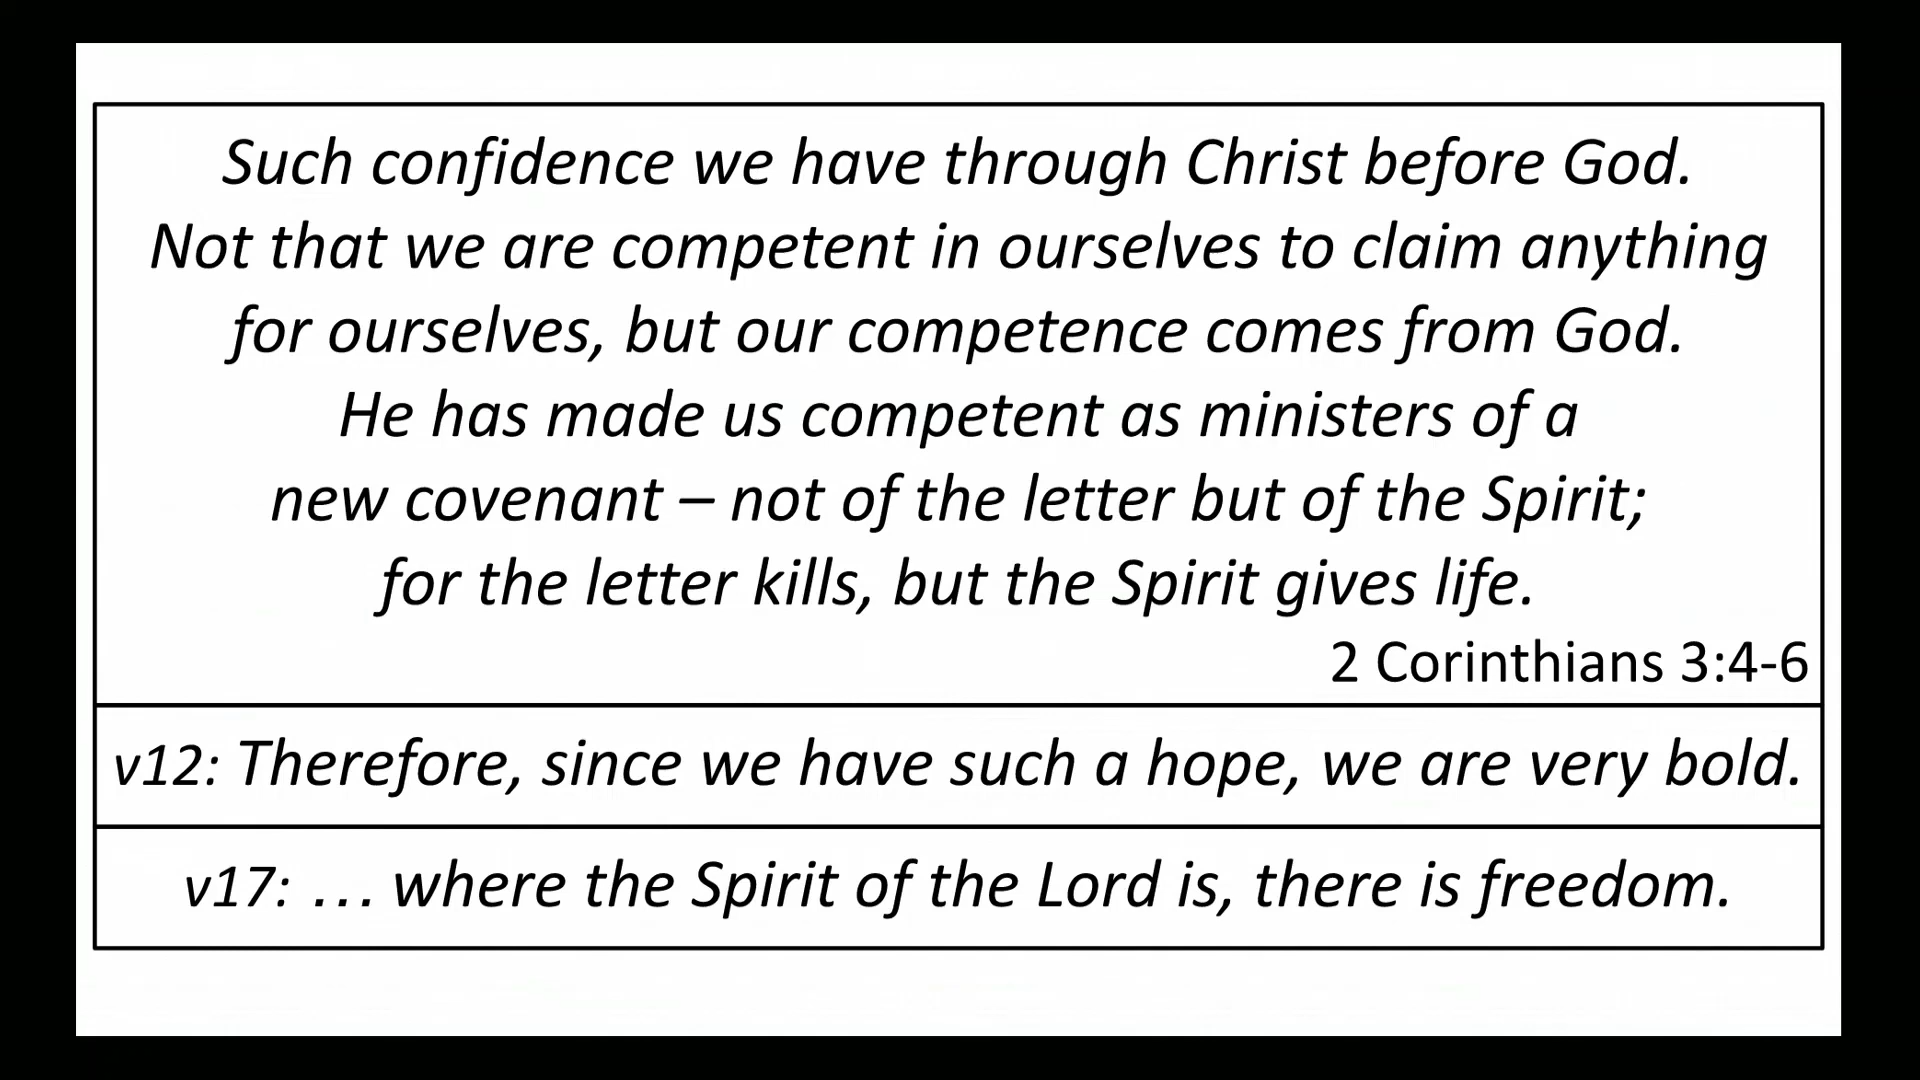 Such confidence we have through Christ before God.
Not that we are competent in ourselves to claim anything
for ourselves, but our competence comes from God.
He has made us competent as ministers of a
new covenant – not of the letter but of the Spirit;
for the letter kills, but the Spirit gives life.
2 Corinthians 3:4-6
v12: Therefore, since we have such a hope, we are very bold.
v17: … where the Spirit of the Lord is, there is freedom.